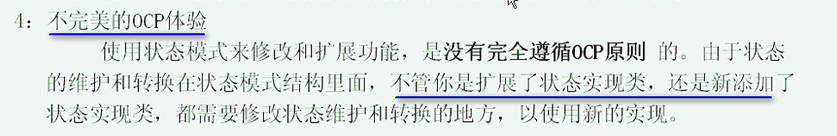 4：不完美的OCP体验
使用状态模式来修改和扩展功能，是没有完全遵循OCP原则 的。由于状态
的维护和转换在状态模式结构里面，不管你是扩展了状态实现类，还是新添加了
状态实现类，都需要修改状态维护和转换的地方，以使用新的实现。